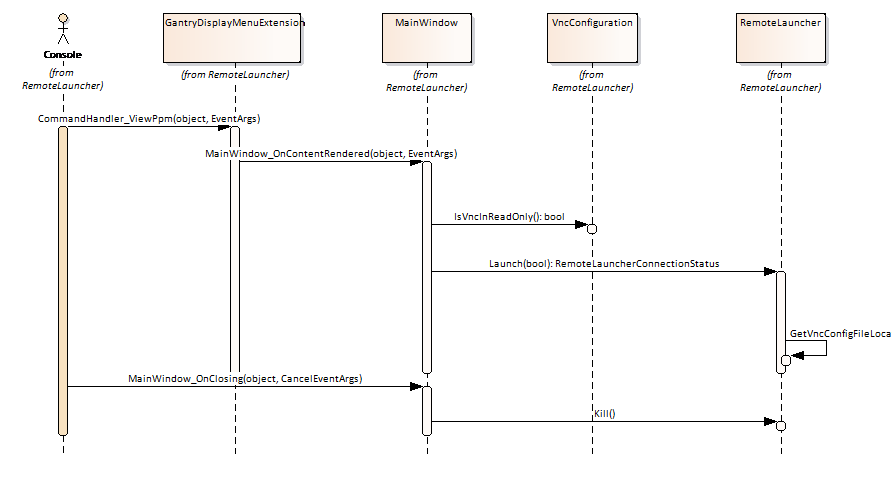 GantryDisplayMenuExtension
MainWindow
VncConfiguration
RemoteLauncher
Console
(from
RemoteLauncher)
(from RemoteLauncher)
(from
RemoteLauncher)
(from
RemoteLauncher)
(from
RemoteLauncher)
CommandHandler_ViewPpm(object, EventArgs)
MainWindow_OnContentRendered(object, EventArgs)
IsVncInReadOnly(): bool
Launch(bool): RemoteLauncherConnectionStatus
GetVncConfigFileLoca
MainWindow_OnClosing(object, CancelEventArgs)
Kill()